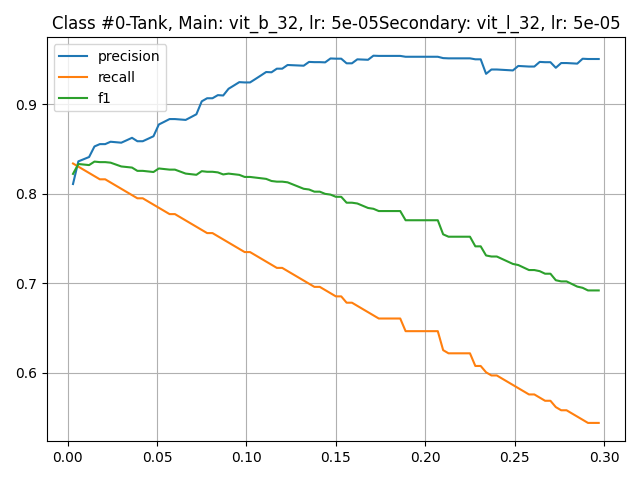 Class #0-Tank, Main: vit_b_32, lr: 5e-05Secondary: vit_l_32, lr: 5e-05
precision
recall
f1
0.9
0.8
0.7
0.6
0.00 0.05 0.10 0.15 0.20 0.25 0.30